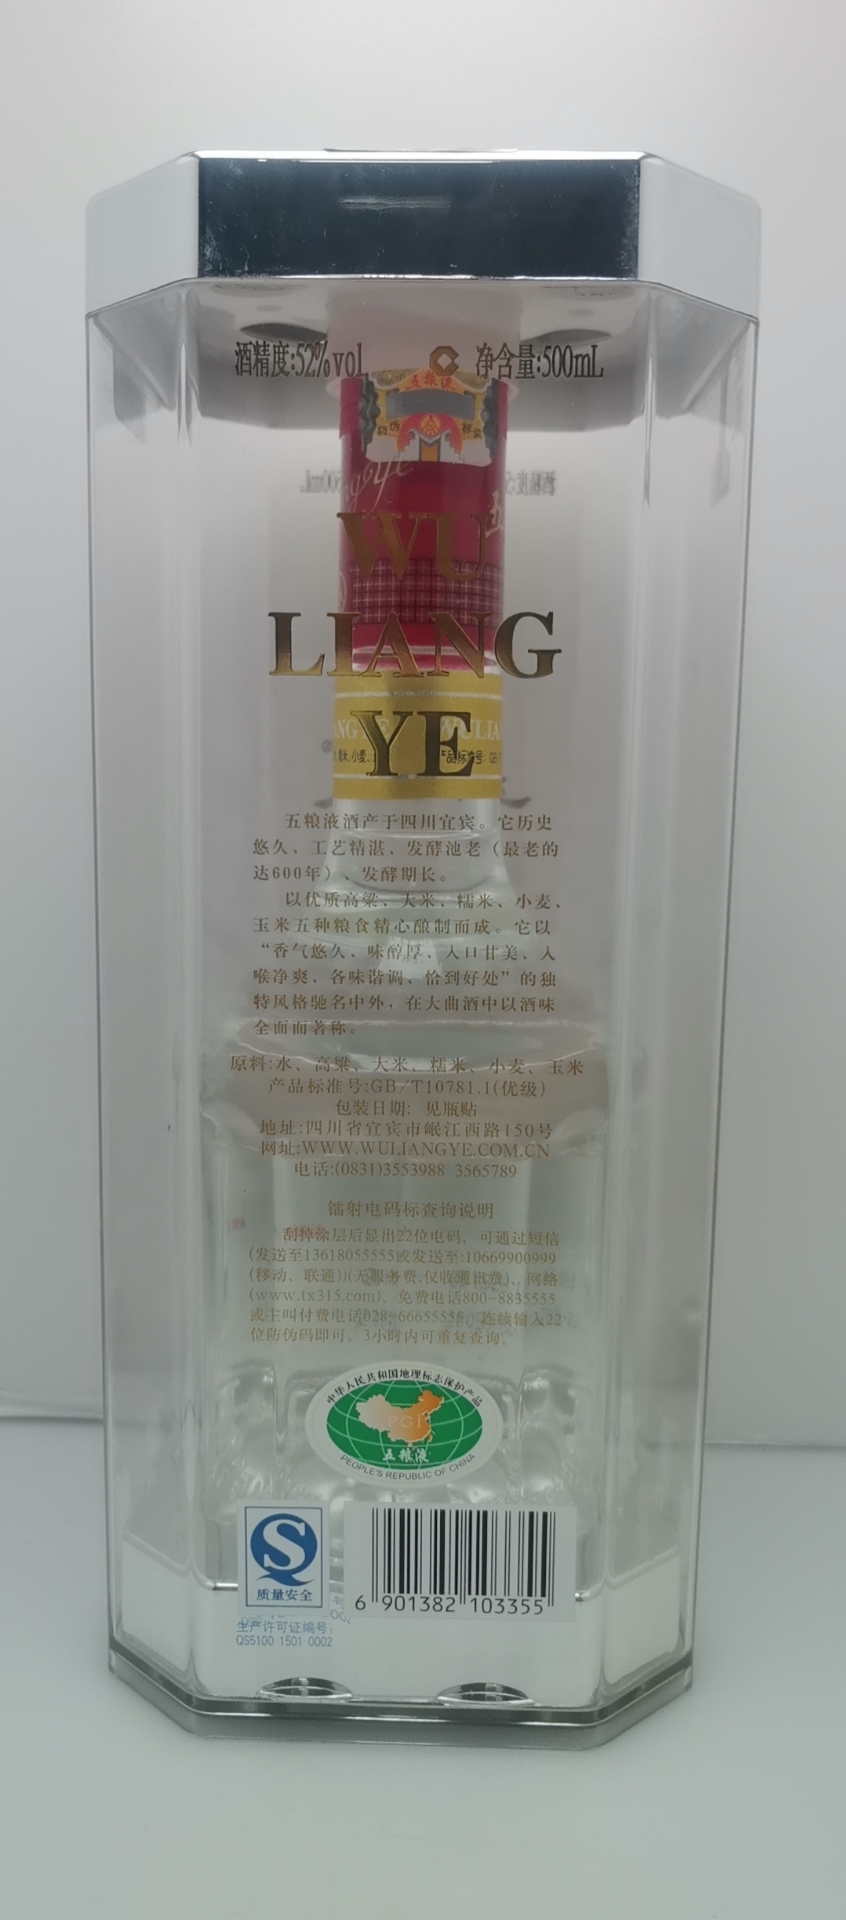 酒精度:52%vol
净含量:500mL
五粮液
防伪 标识
WU
LIANG
YE
五粮液酒产于四川宜宾。它历史
悠久、工艺精湛、发酵池老（最老的
达600年）、发酵期长。
以优质高粱、大米、糯米、小麦、
玉米五种粮食精心酿制而成。它以
“香气悠久、味醇厚、入口甘美、入
喉净爽、各味谐调、恰到好处”的独
特风格驰名中外，在大曲酒中以酒味
全面而著称。
原料:水、高粱、大米、糯米、小麦、玉米
产品标准号:GB/T10781.1(优级)
包装日期: 见瓶贴
地址:四川省宜宾市岷江西路150号
网址:WWW.WULIANGYE.COM.CN
电话:(0831)3553988 3565789
镭射电码标查询说明
刮掉涂层后显出22位电码，可通过短信
(发送至13618055555或发送至:10669900999
(移动、联通))(无服务费,仅收通讯费)、网络
(www.tx315.com)、免费电话800-8835555
或主叫付费电话028-66655555，连续输入22
位防伪码即可。3小时内可重复查询。
中华人民共和国地理标志保护产品
PGI
五粮液
PEOPLE'S REPUBLIC OF CHINA
质量安全
6 901382 103355
生产许可证编号:
QS5100 1501 0002